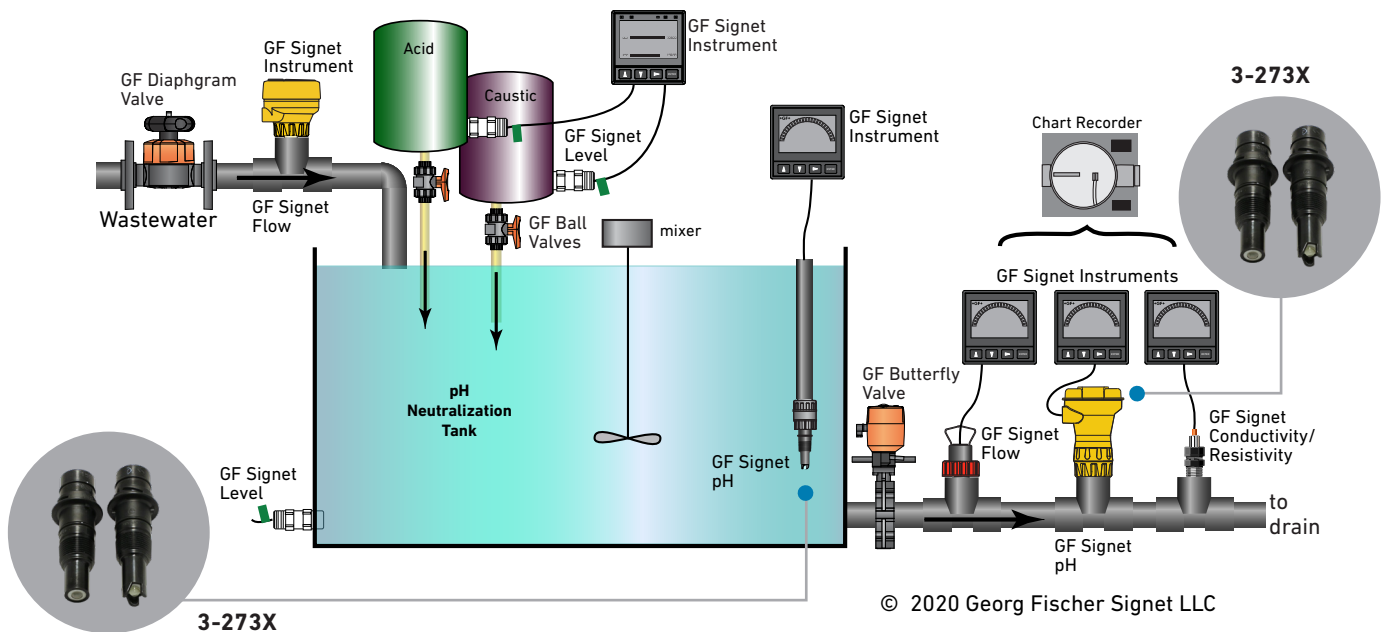 GF Diaphgram
Valve
GF Signet
Instrument
Acid
Caustic
GF Signet
Instrument
GF Signet
Level
GF Signet
Instrument
3-273X
Chart Recorder
Wastewater
GF Signet
Flow
GF Ball
Valves
mixer
GF Signet Instruments
pH
Neutralization
Tank
GF Butterfly
Valve
GF Signet
Flow
GF Signet
Conductivity/
Resistivity
GF Signet
pH
GF Signet
Level
to
drain
GF Signet
pH
© 2020 Georg Fischer Signet LLC
3-273X